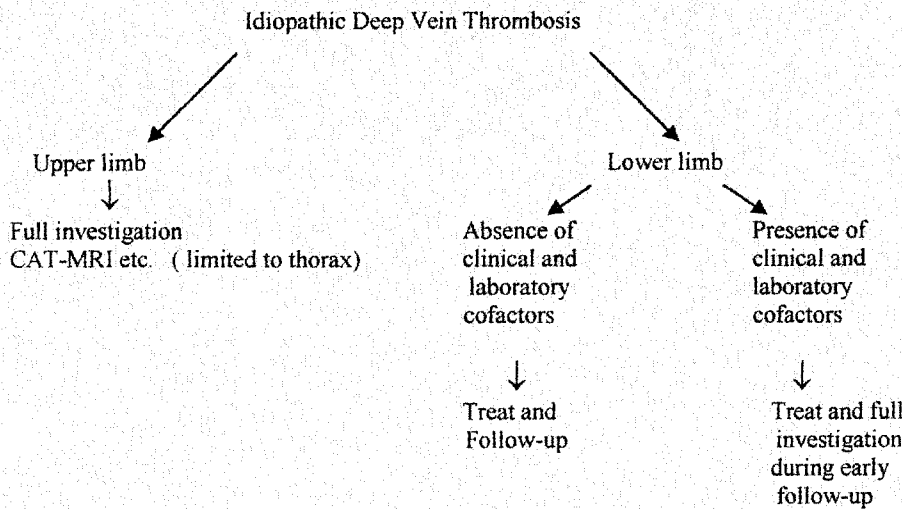 Idiopathic Deep Vein Thrombosis
Upper limb
Full investigation
CAT-MRI etc. ( limited to thorax)
Lower limb
Absence of
clinical and
laboratory
cofactors
Treat and
Follow-up
Presence of
clinical and
laboratory
cofactors
Treat and full
investigation
during early
follow-up